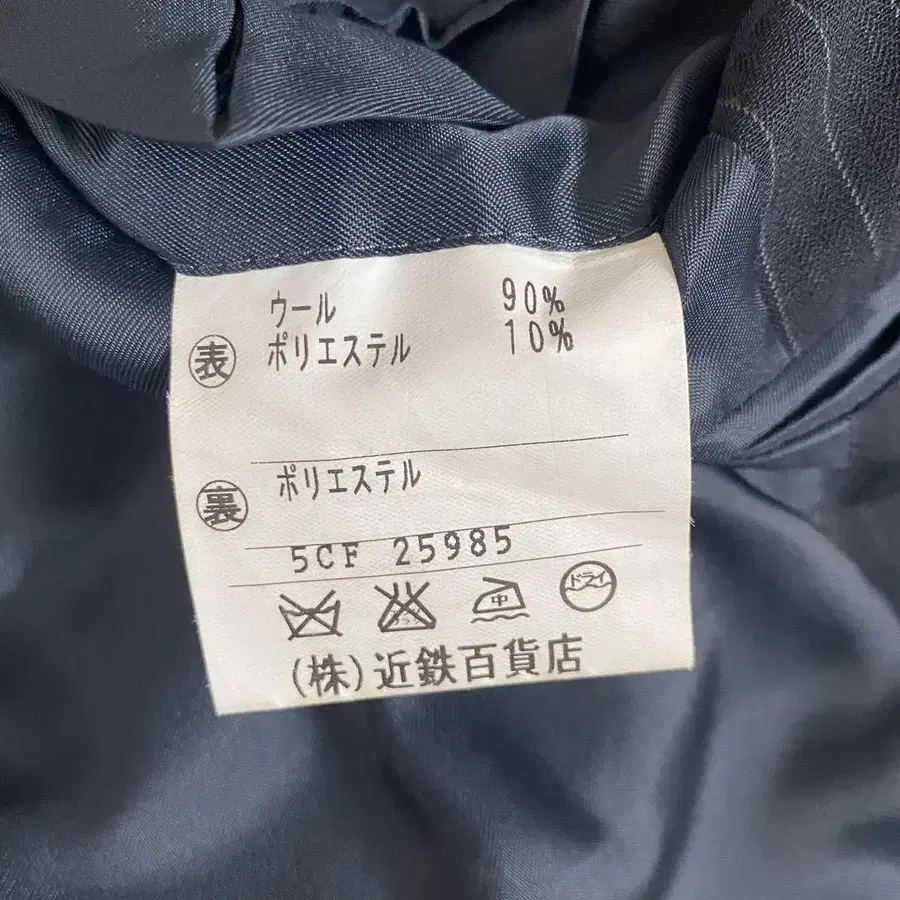 ウール 90%
表 ポリエステル 10%
裏 ポリエステル
5CF 25985
中 ドライ
(株)近鉄百貨店